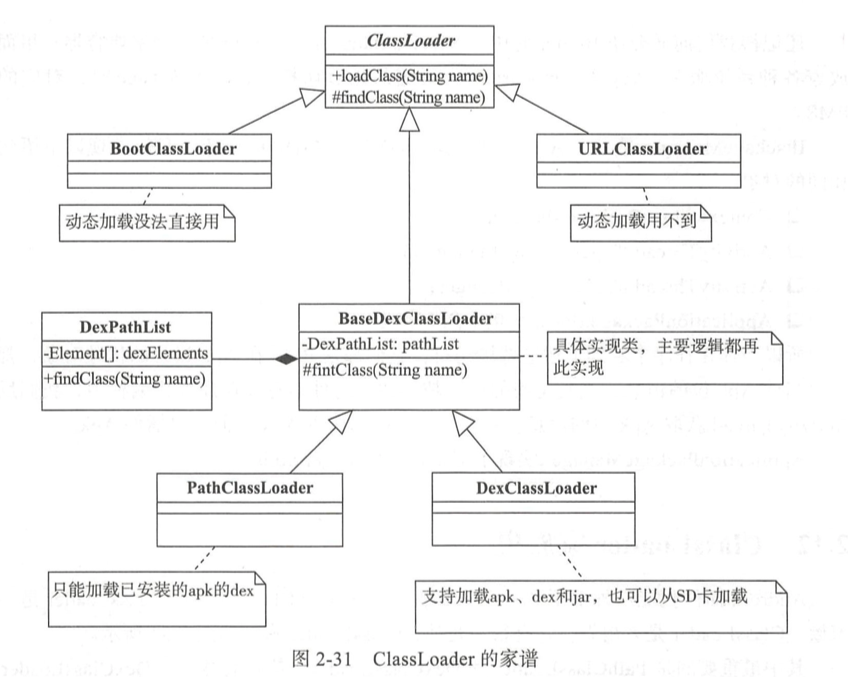 ClassLoader
+loadClass(String name)
#findClass(String name)
BootClassLoader
URLClassLoader
动态加载没法直接用
动态加载用不到
DexPathList
-Element[]: dexElements
+findClass(String name)
BaseDexClassLoader
-DexPathList: pathList
#fintClass(String name)
具体实现类，主要逻辑都再
此实现
PathClassLoader
DexClassLoader
只能加载已安装的apk的dex
支持加载apk、dex和jar，也可以从SD卡加载
图 2-31 ClassLoader 的家谱